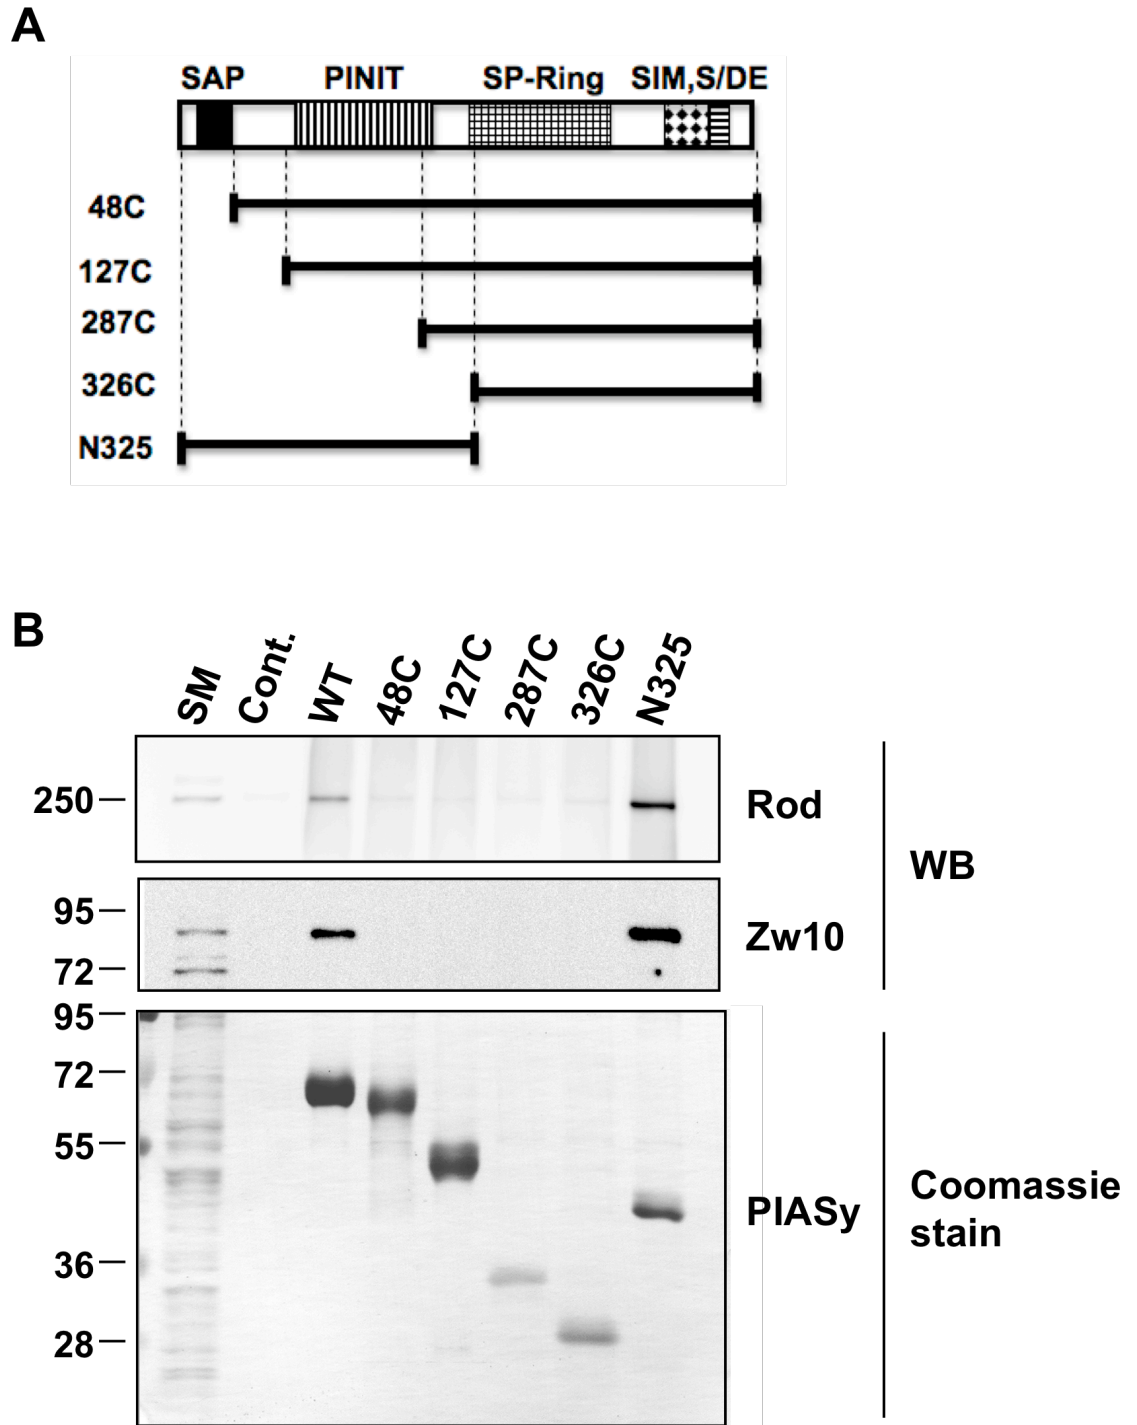 A
SAP PINIT SP-Ring SIM,S/DE
48C
127C
287C
326C
N325
B
SM Cont. WT 48C 127C 287C 326C N325
250 Rod
WB
95
Zw10
72
95
72
55
Coomassie
PIASy
stain
36
28